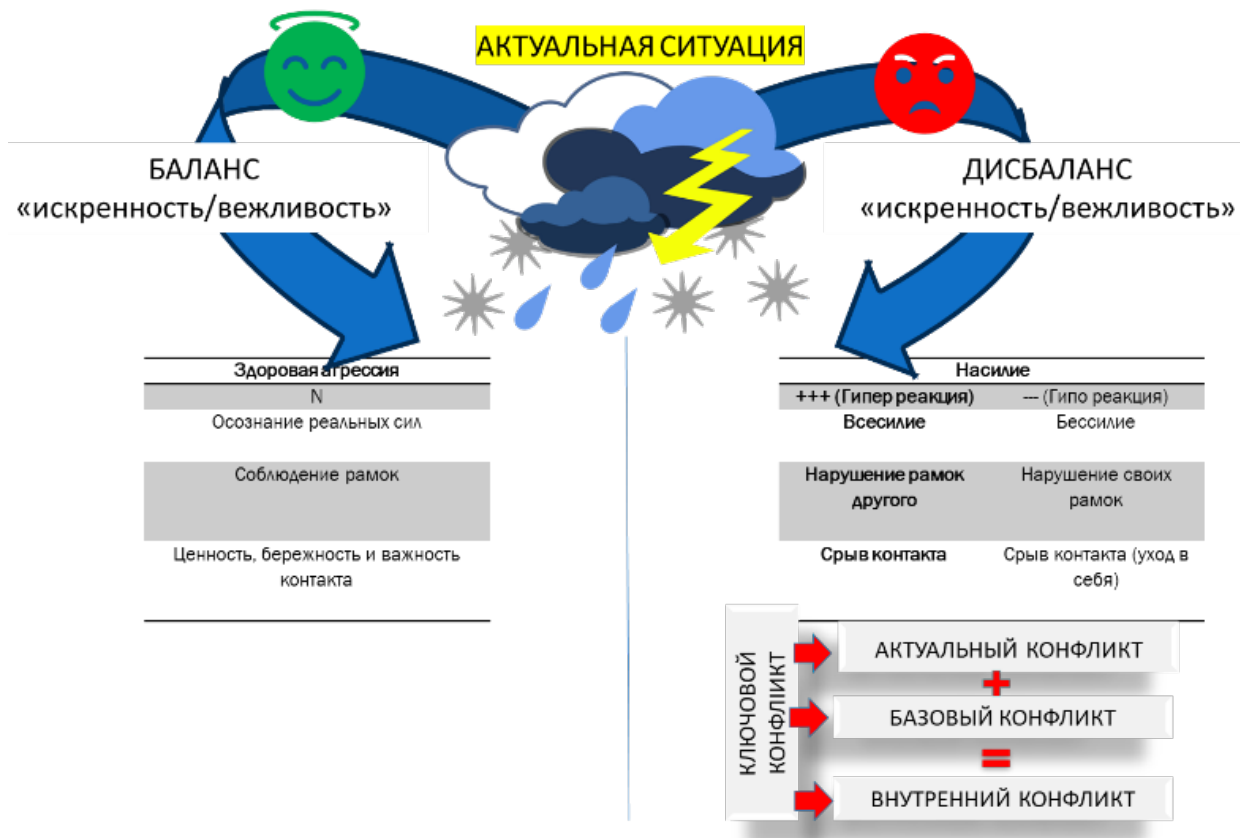 АКТУАЛЬНАЯ СИТУАЦИЯ
БАЛАНС
«искренность/вежливость»
ДИСБАЛАНС
«искренность/вежливость»
Здоровая агрессия
N
Осознание реальных сил
Соблюдение рамок
Ценность, бережность и важность
контакта
Насилие
+++ (Гипер реакция)
--- (Гипо реакция)
Всесилие
Бессилие
Нарушение рамок
другого
Нарушение своих
рамок
Срыв контакта
Срыв контакта (уход в
себя)
КЛЮЧОВОЙ
КОНФЛІИКТ
АКТУАЛЬНЫЙ КОНФЛИКТ
+
БАЗОВЫЙ КОНФЛИКТ
=
ВНУТРЕННИЙ КОНФЛИКТ